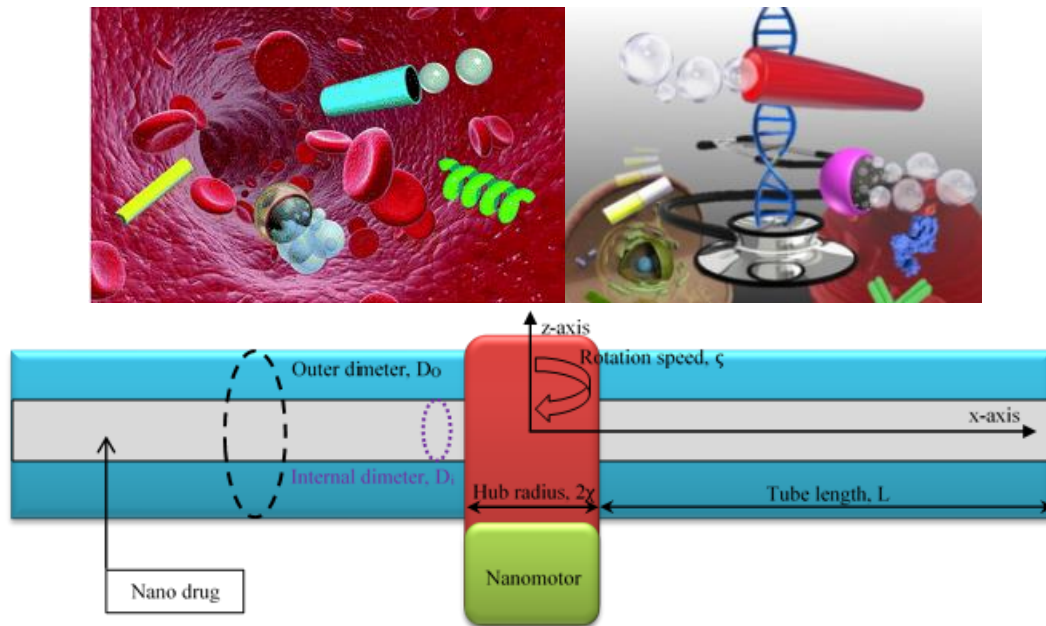 z-axis
Outer dimeter, Do
Rotation speed, ς
x-axis
Internal dimeter, Di
Hub radius, 2χ
Tube length, L
Nano drug
Nanomotor